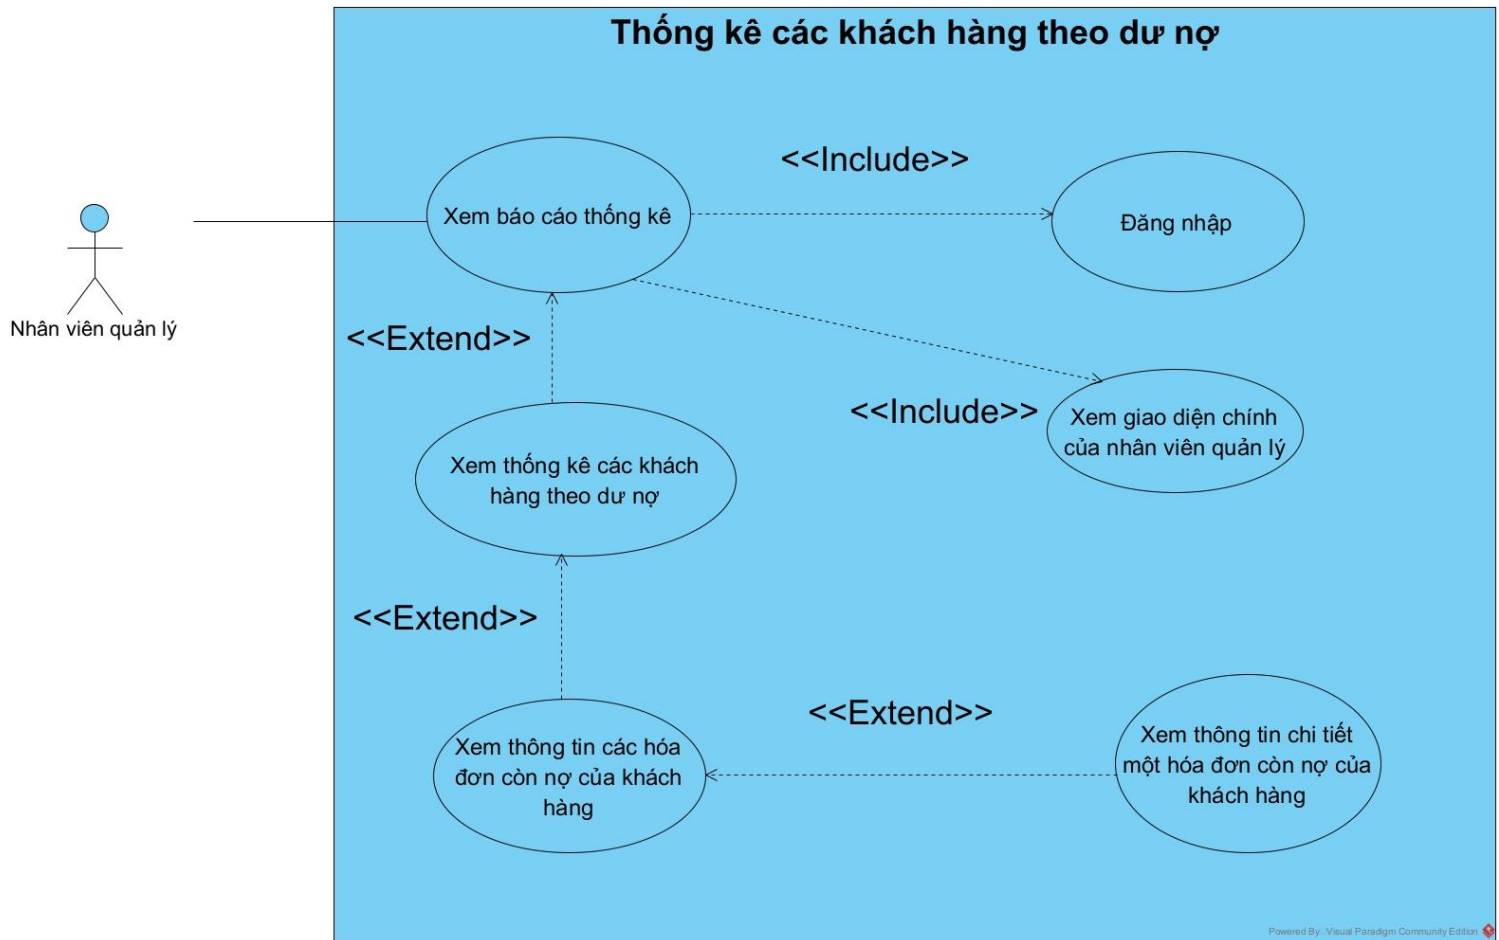 Thống kê các khách hàng theo dư nợ
<<Include>>
Xem báo cáo thống kê
Đăng nhập
Nhân viên quản lý
<<Extend>>
<<Include>>
Xem giao diện chính
của nhân viên quản lý
Xem thống kê các khách
hàng theo dư nợ
<<Extend>>
<<Extend>>
Xem thông tin các hóa
đơn còn nợ của khách
hàng
Xem thông tin chi tiết
một hóa đơn còn nợ của
khách hàng
Powered By : Visual Paradigm Community Edition